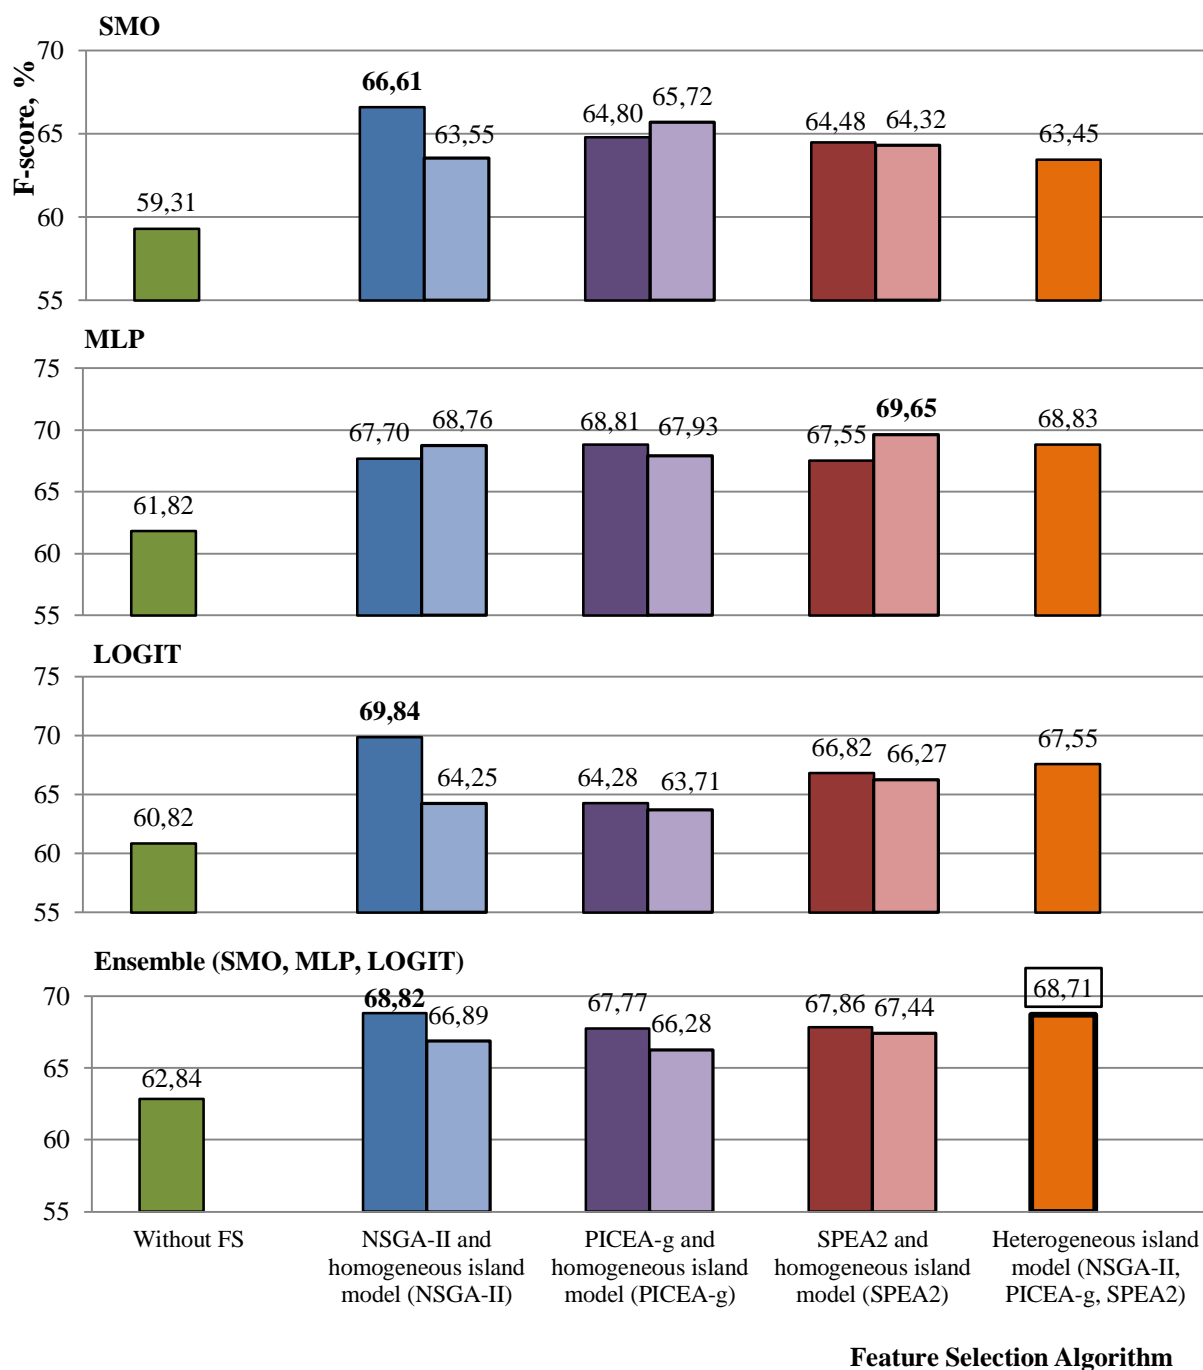 SMO
F-score, %
70
65
60
55
59,31
66,61
63,55
64,80
65,72
64,48
64,32
63,45
MLP
75
70
65
60
55
61,82
67,70
68,76
68,81
67,93
67,55
69,65
68,83
LOGIT
75
70
65
60
55
60,82
69,84
64,25
64,28
63,71
66,82
66,27
67,55
Ensemble (SMO, MLP, LOGIT)
70
65
60
55
62,84
68,82
66,89
67,77
66,28
67,86
67,44
68,71
Without FS
NSGA-II and
homogeneous island
model (NSGA-II)
PICEA-g and
homogeneous island
model (PICEA-g)
SPEA2 and
homogeneous island
model (SPEA2)
Heterogeneous island
model (NSGA-II,
PICEA-g, SPEA2)
Feature Selection Algorithm